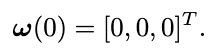 𝝎(0) = [0, 0, 0]ᵀ.